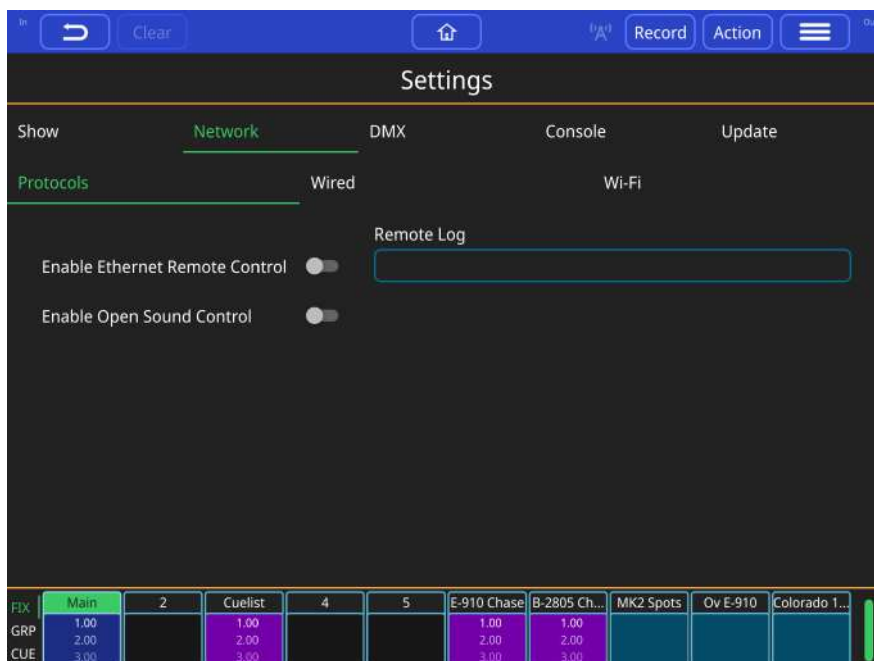 In Clear Record Action Ou
Settings
Show Network DMX Console Update
Protocols Wired Wi-Fi
Remote Log
Enable Ethernet Remote Control
Enable Open Sound Control
FIX Main 2 Cuelist 4 5 E-910 Chase B-2805 Ch... MK2 Spots Ov E-910 Colorado 1...
1.00 1.00 1.00 1.00
GRP 2.00 2.00 2.00 2.00
CUE 3.00 3.00 3.00 3.00